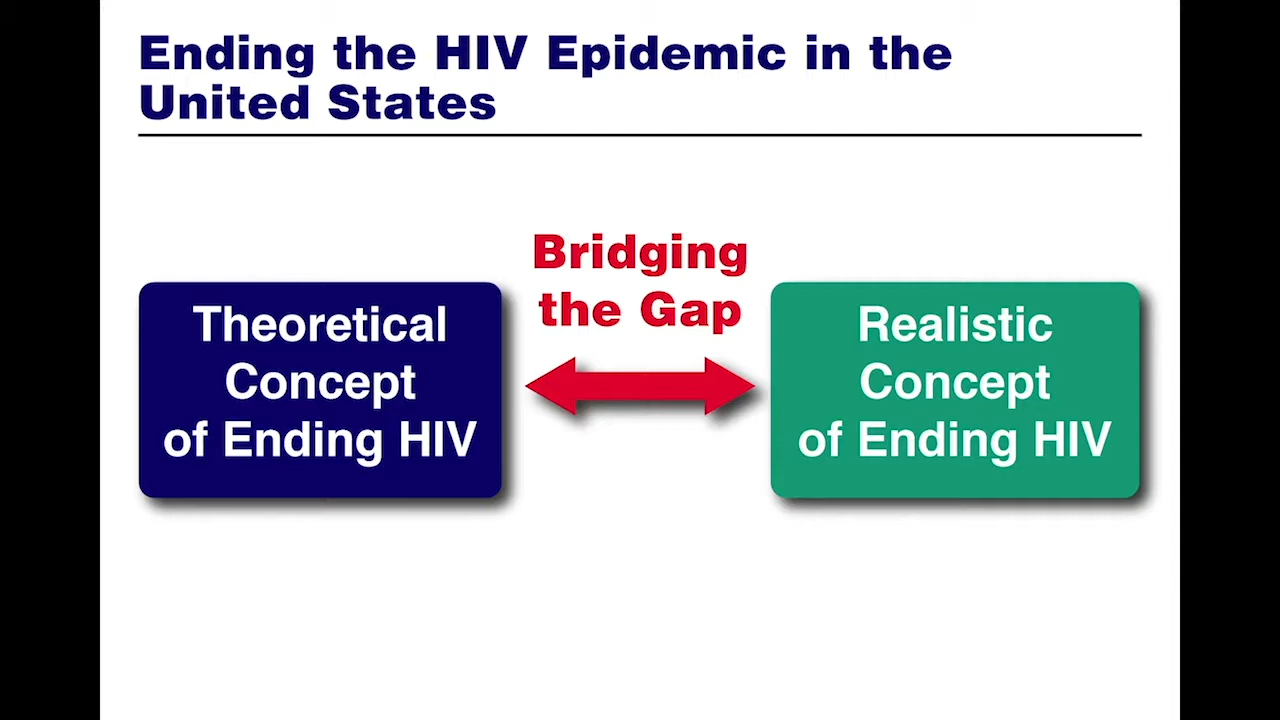 Ending the HIV Epidemic in the
United States
Bridging
the Gap
Theoretical
Concept
of Ending HIV
Realistic
Concept
of Ending HIV